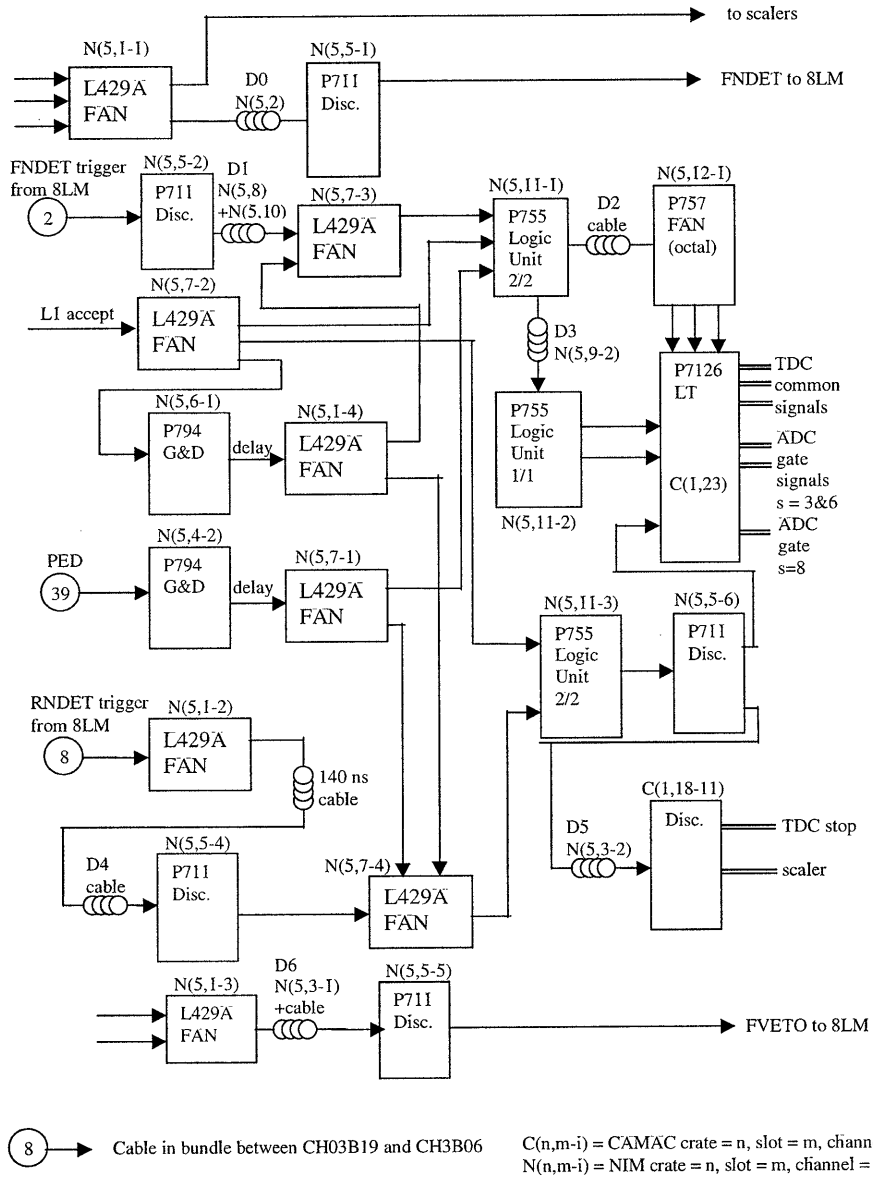 to scalers
N(5,1-1)
L429A
FAN
D0
N(5,2)
N(5,5-1)
P711
Disc.
FNDET to 8LM
FNDET trigger
from 8LM
2
N(5,5-2)
P711
Disc.
D1
N(5,8)
+N(5.10)
N(5,7-3)
L429A
FAN
N(5,11-1)
P755
Logic
Unit
2/2
D2
cable
N(5,12-1)
P757
FAN
(octal)
L1 accept
N(5,7-2)
L429A
FAN
D3
N(5,9-2)
P7126
LT
C(1,23)
TDC
common
signals
ADC
gate
signals
s = 3&6
ADC
gate
s=8
N(5,6-1)
P794
G&D
delay
N(5,1-4)
L429A
FAN
P755
Logic
Unit
1/1
N(5,11-2)
PED
39
N(5,4-2)
P794
G&D
delay
N(5,7-1)
L429A
FAN
N(5,11-3)
P755
Logic
Unit
2/2
N(5,5-6)
P711
Disc.
RNDET trigger
from 8LM
8
N(5,1-2)
L429A
FAN
140 ns
cable
D4
cable
N(5,5-4)
P711
Disc.
N(5,7-4)
L429A
FAN
D5
N(5,3-2)
C(1,18-11)
Disc.
TDC stop
scaler
N(5,1-3)
L429A
FAN
D6
N(5,3-1)
+cable
N(5,5-5)
P711
Disc.
FVETO to 8LM
8 Cable in bundle between CH03B19 and CH3B06
C(n,m-i) = CAMAC crate = n, slot = m, chann
N(n,m-i) = NIM crate = n, slot = m, channel =